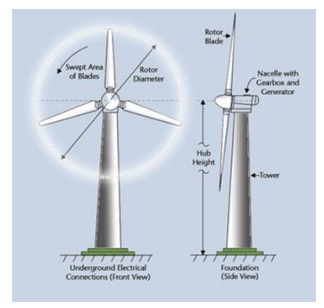 Swept Area
of Blades
Rotor
Diameter
Rotor
Blade
Nacelle with
Gearbox and
Generator
Hub
Height
Tower
Underground Electrical
Connections (Front View)
Foundation
(Side View)